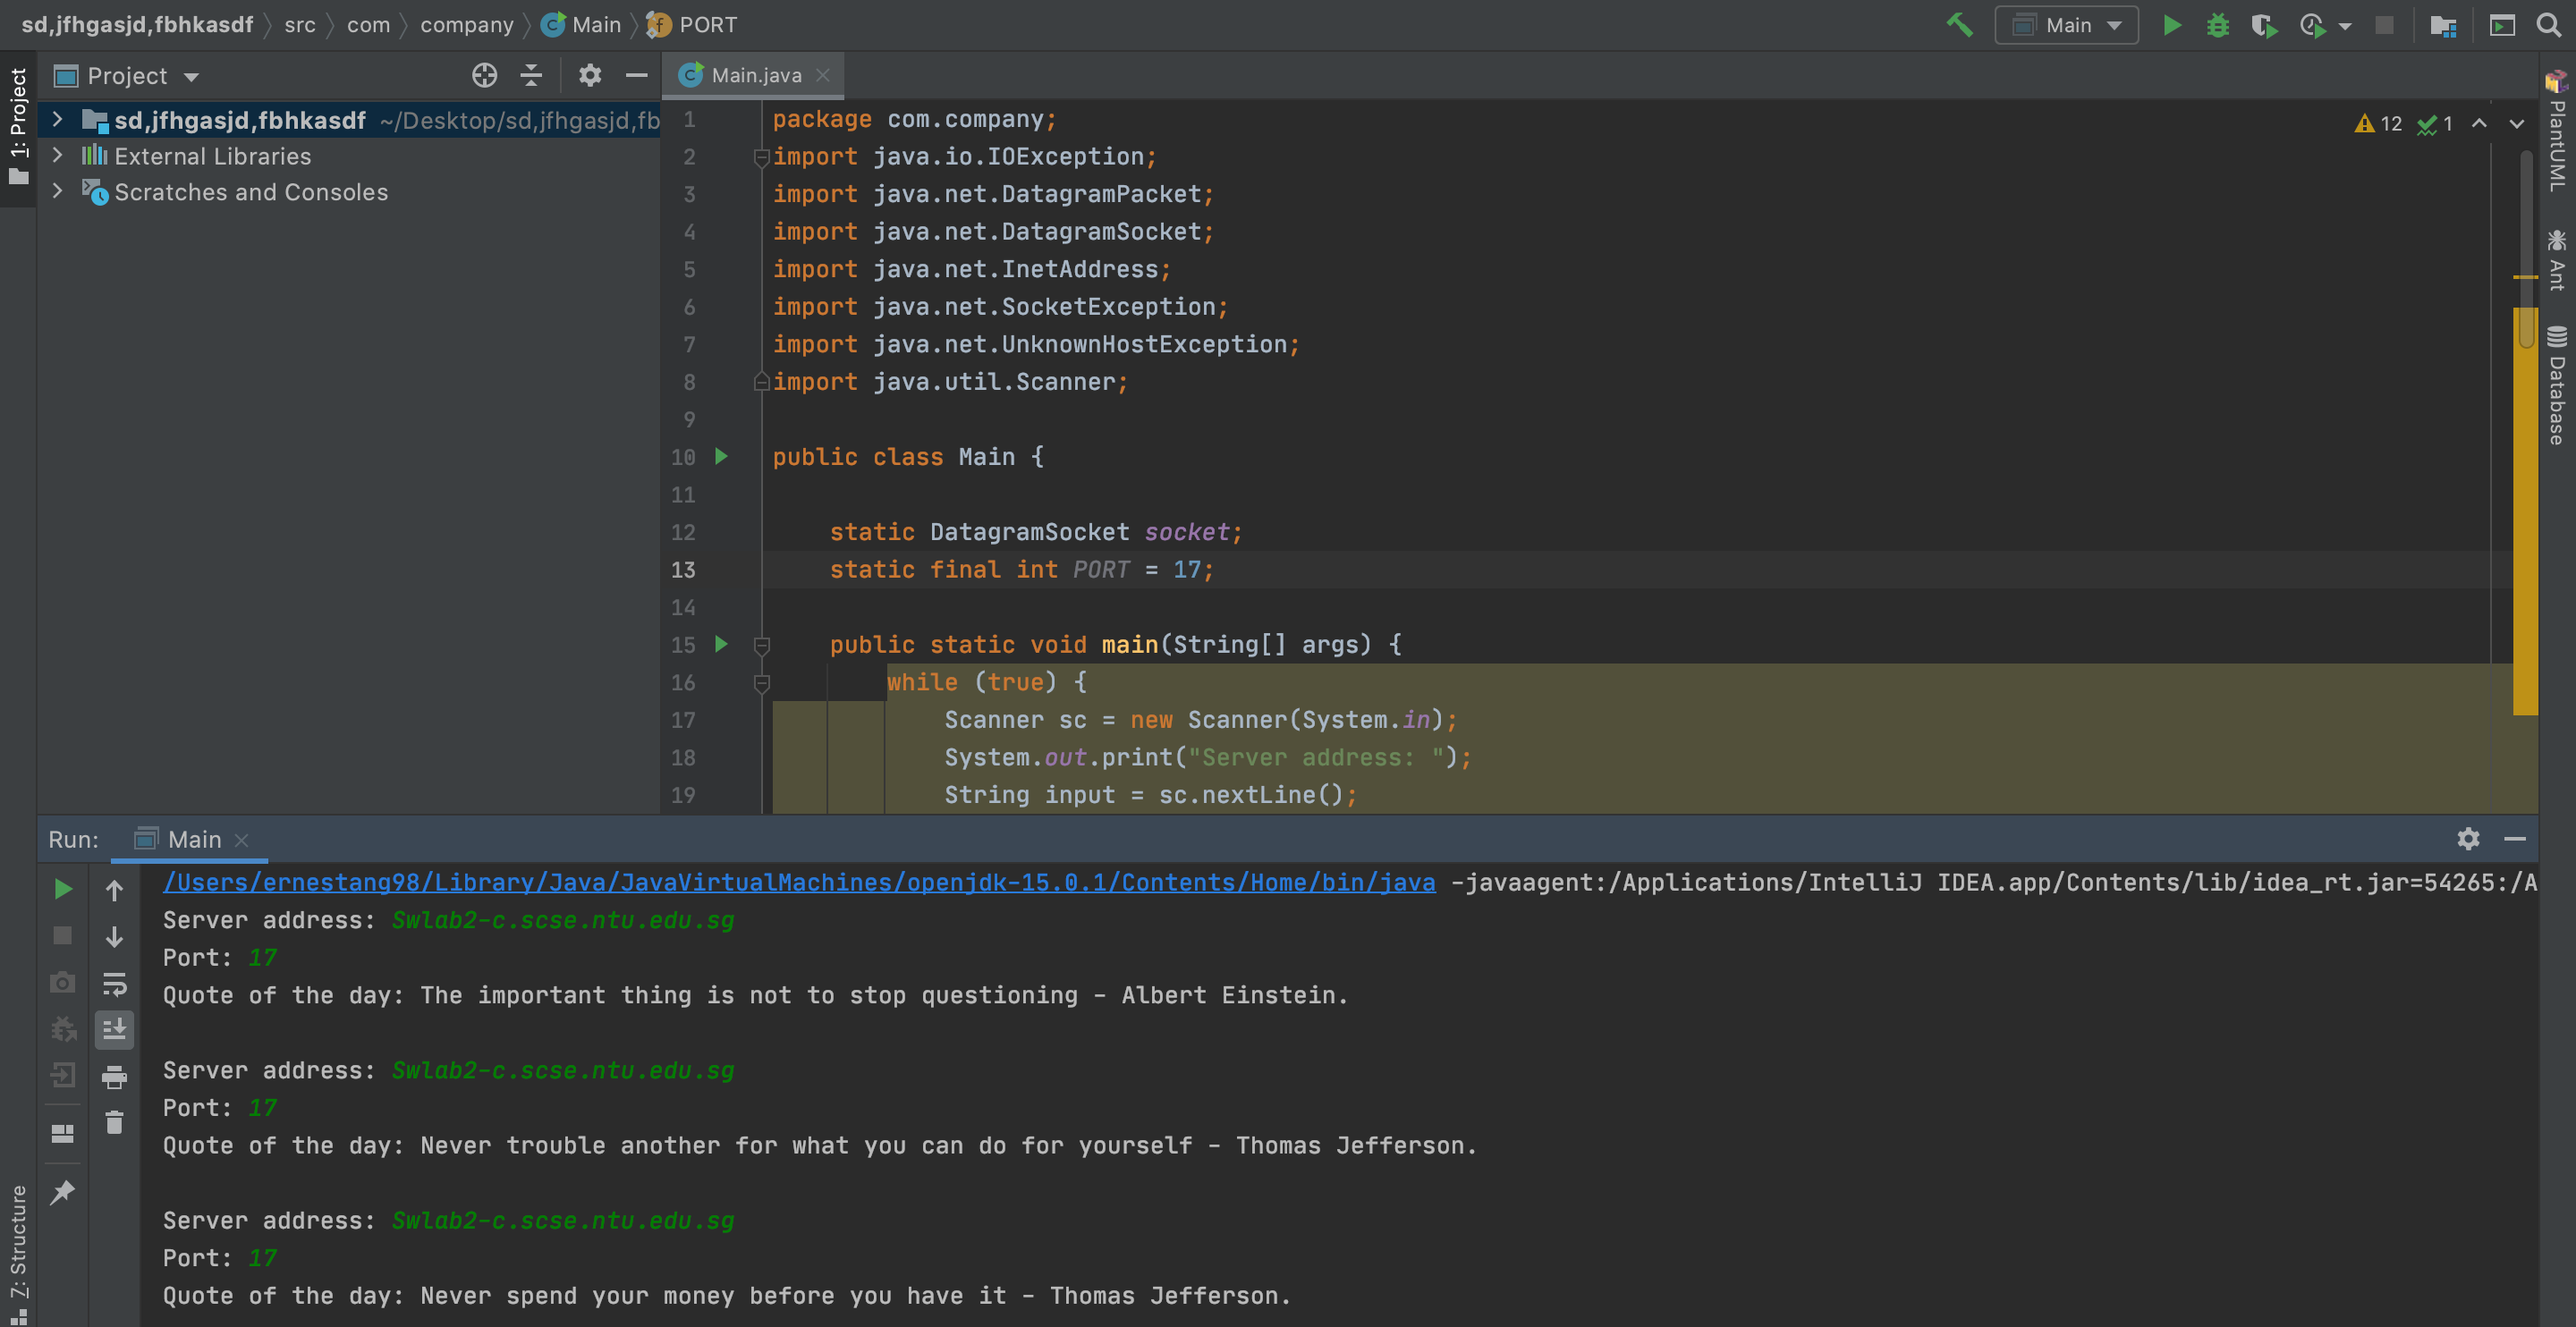 sd,jfhgasjd,fbhkasdf src com company Main PORT
Main
1: Project
Project
Main.java
sd,jfhgasjd,fbhkasdf ~/Desktop/sd,jfhgasjd,fb
External Libraries
Scratches and Consoles
12 1
1 package com.company;
2 import java.io.IOException;
3 import java.net.DatagramPacket;
4 import java.net.DatagramSocket;
5 import java.net.InetAddress;
6 import java.net.SocketException;
7 import java.net.UnknownHostException;
8 import java.util.Scanner;
9
10 public class Main {
11
12 static DatagramSocket socket;
13 static final int PORT = 17;
14
15 public static void main(String[] args) {
16 while (true) {
17 Scanner sc = new Scanner(System.in);
18 System.out.print("Server address: ");
19 String input = sc.nextLine();
PlantUML
Ant
Database
Run: Main
/Users/ernestang98/Library/Java/JavaVirtualMachines/openjdk-15.0.1/Contents/Home/bin/java -javaagent:/Applications/IntelliJ IDEA.app/Contents/lib/idea_rt.jar=54265:/A
Server address: Swlab2-c.scse.ntu.edu.sg
Port: 17
Quote of the day: The important thing is not to stop questioning - Albert Einstein.
Server address: Swlab2-c.scse.ntu.edu.sg
Port: 17
Quote of the day: Never trouble another for what you can do for yourself - Thomas Jefferson.
Server address: Swlab2-c.scse.ntu.edu.sg
Port: 17
Quote of the day: Never spend your money before you have it - Thomas Jefferson.
7: Structure